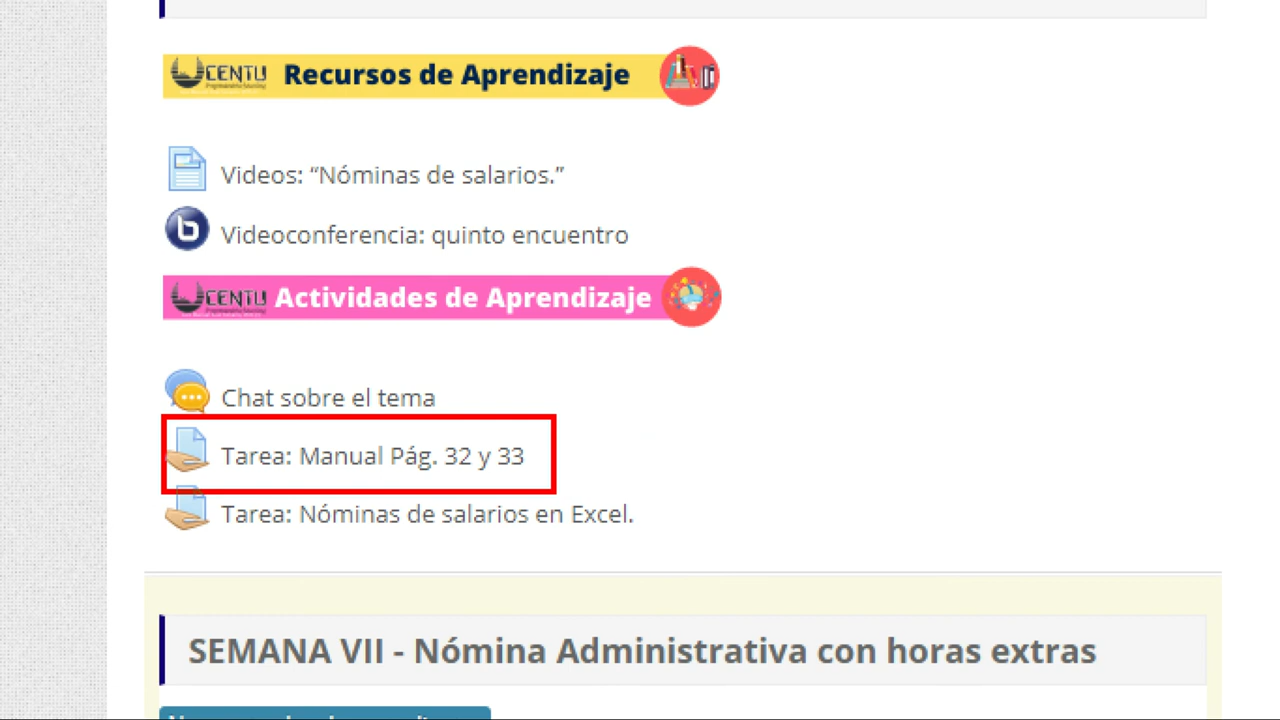 CENTU Recursos de Aprendizaje
Videos: “Nóminas de salarios.”
Videoconferencia: quinto encuentro
CENTU Actividades de Aprendizaje
Chat sobre el tema
Tarea: Manual Pág. 32 y 33
Tarea: Nóminas de salarios en Excel.
SEMANA VII - Nómina Administrativa con horas extras